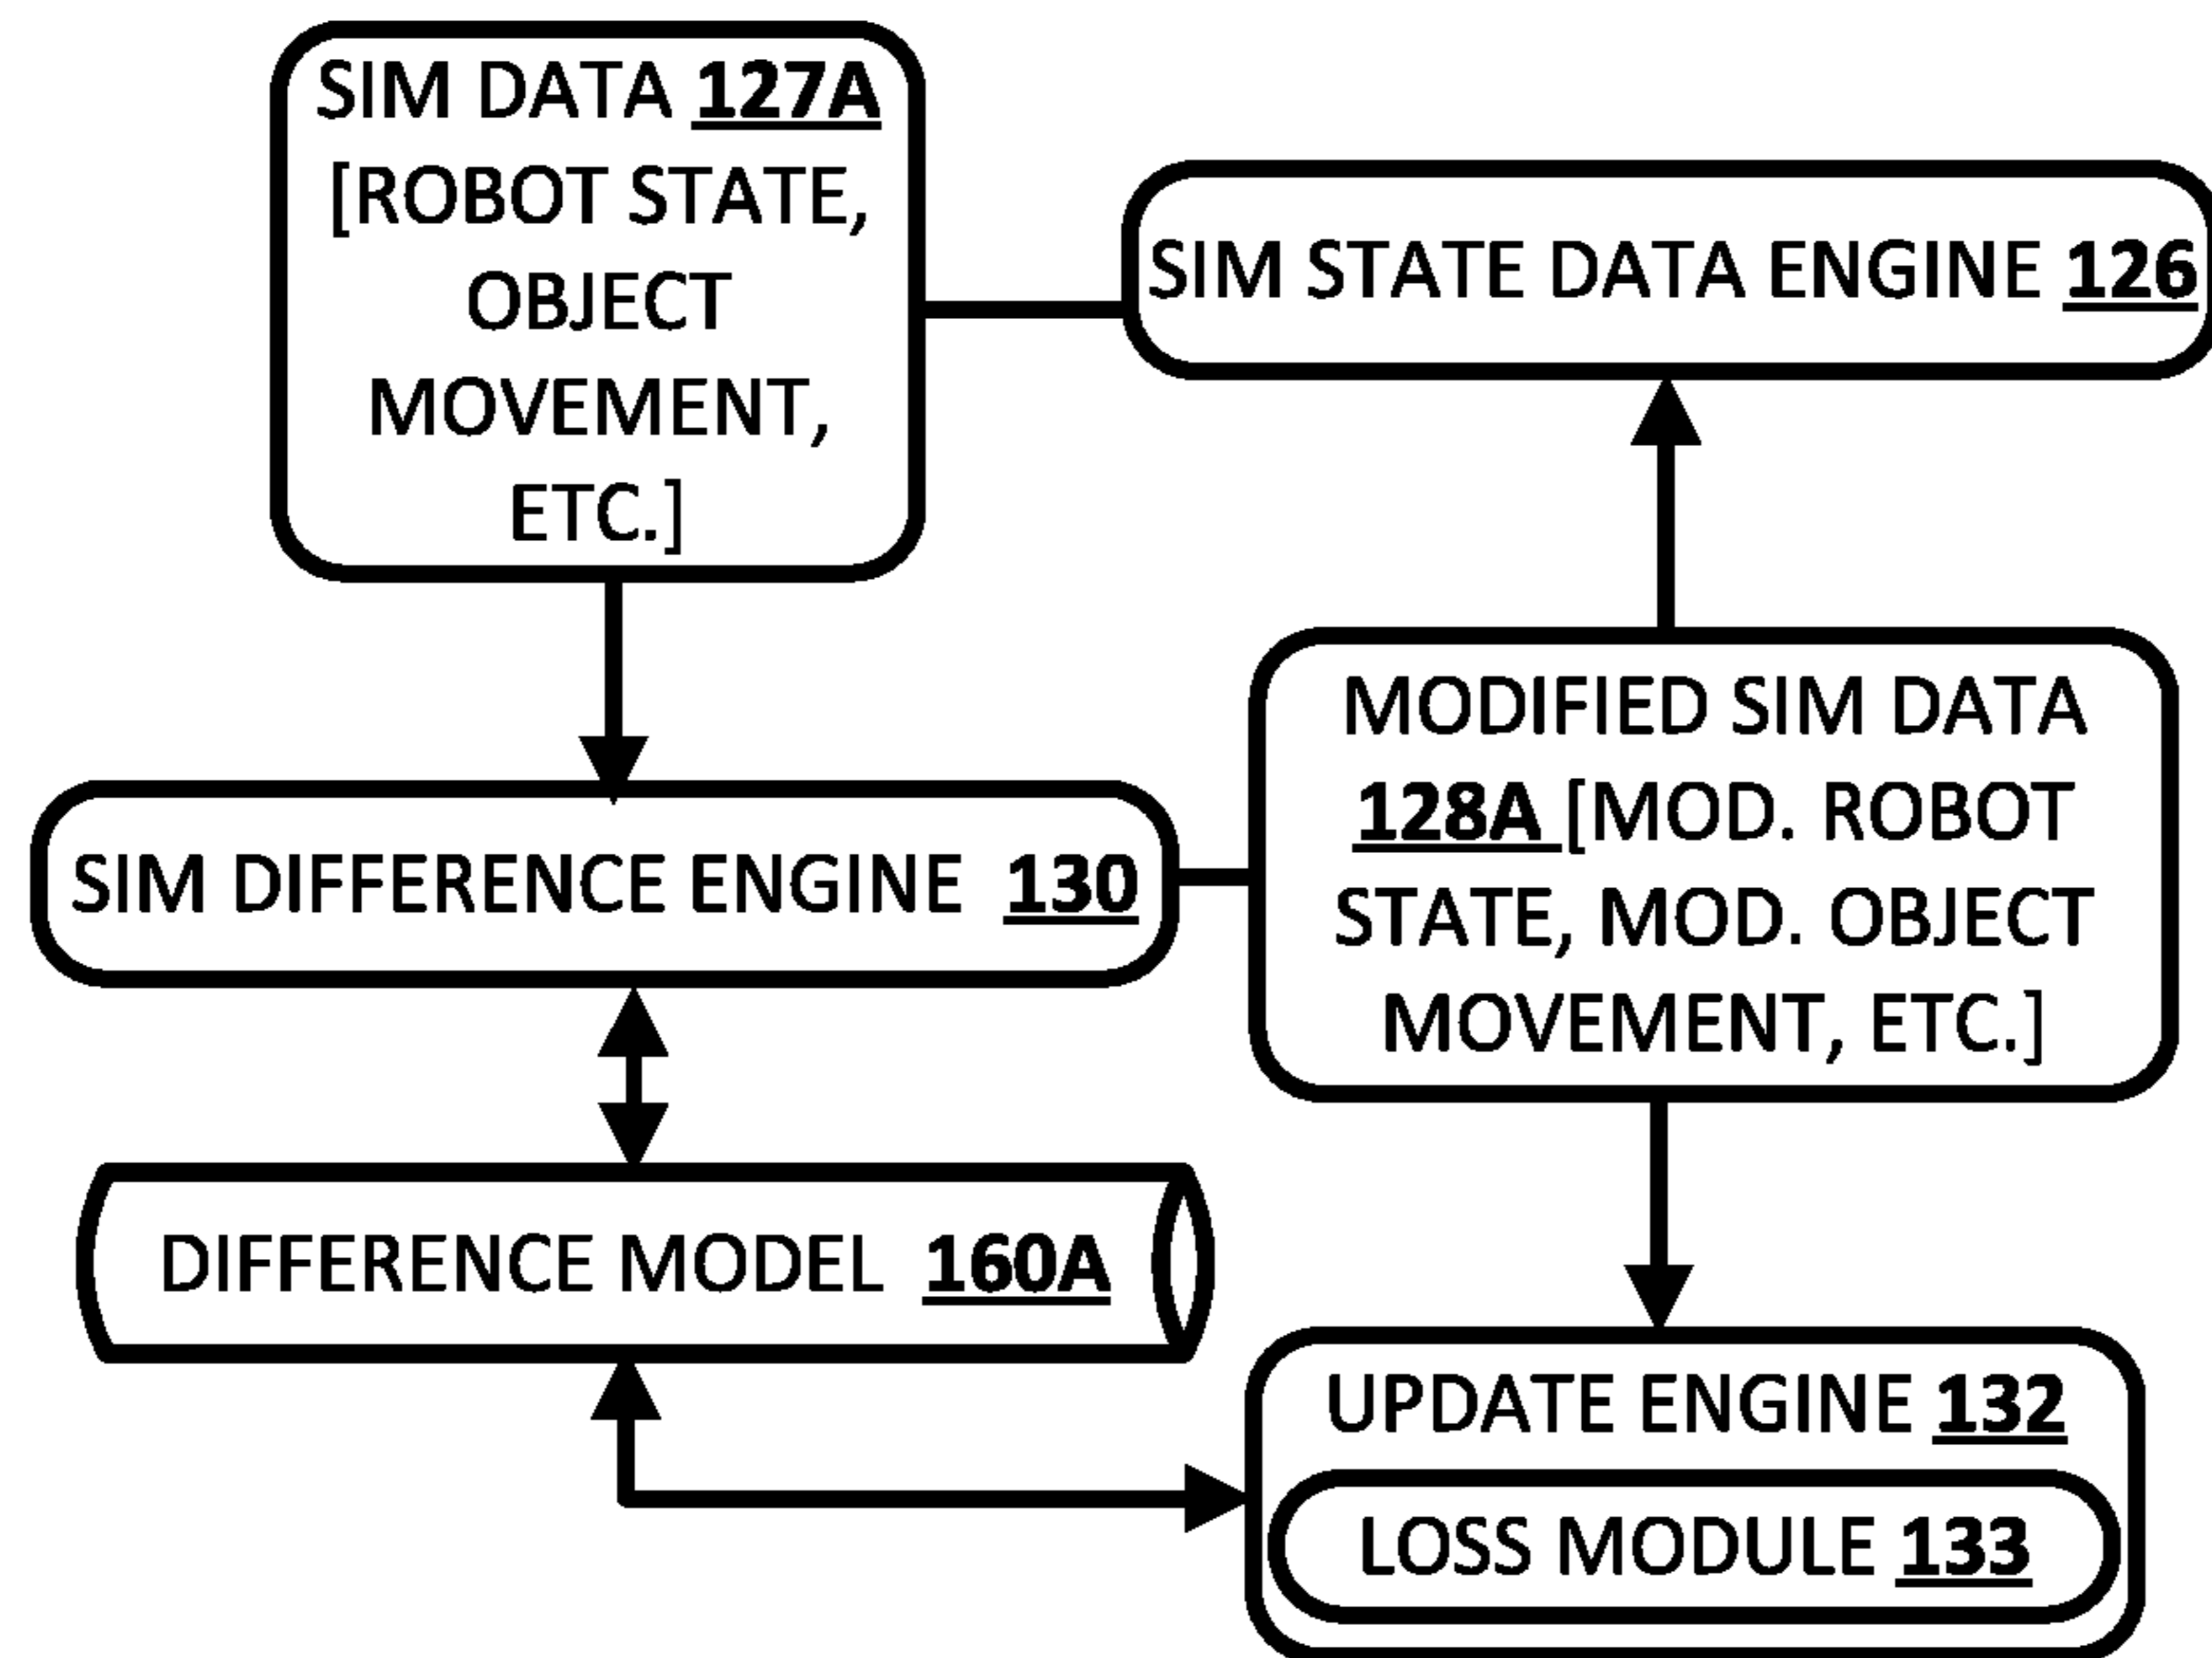 SIM DATA 127A
[ROBOT STATE,
OBJECT
MOVEMENT,
ETC.]
SIM STATE DATA ENGINE 126
MODIFIED SIM DATA
128A [MOD. ROBOT
STATE, MOD. OBJECT
MOVEMENT, ETC.]
SIM DIFFERENCE ENGINE 130
DIFFERENCE MODEL 160A
UPDATE ENGINE 132
LOSS MODULE 133